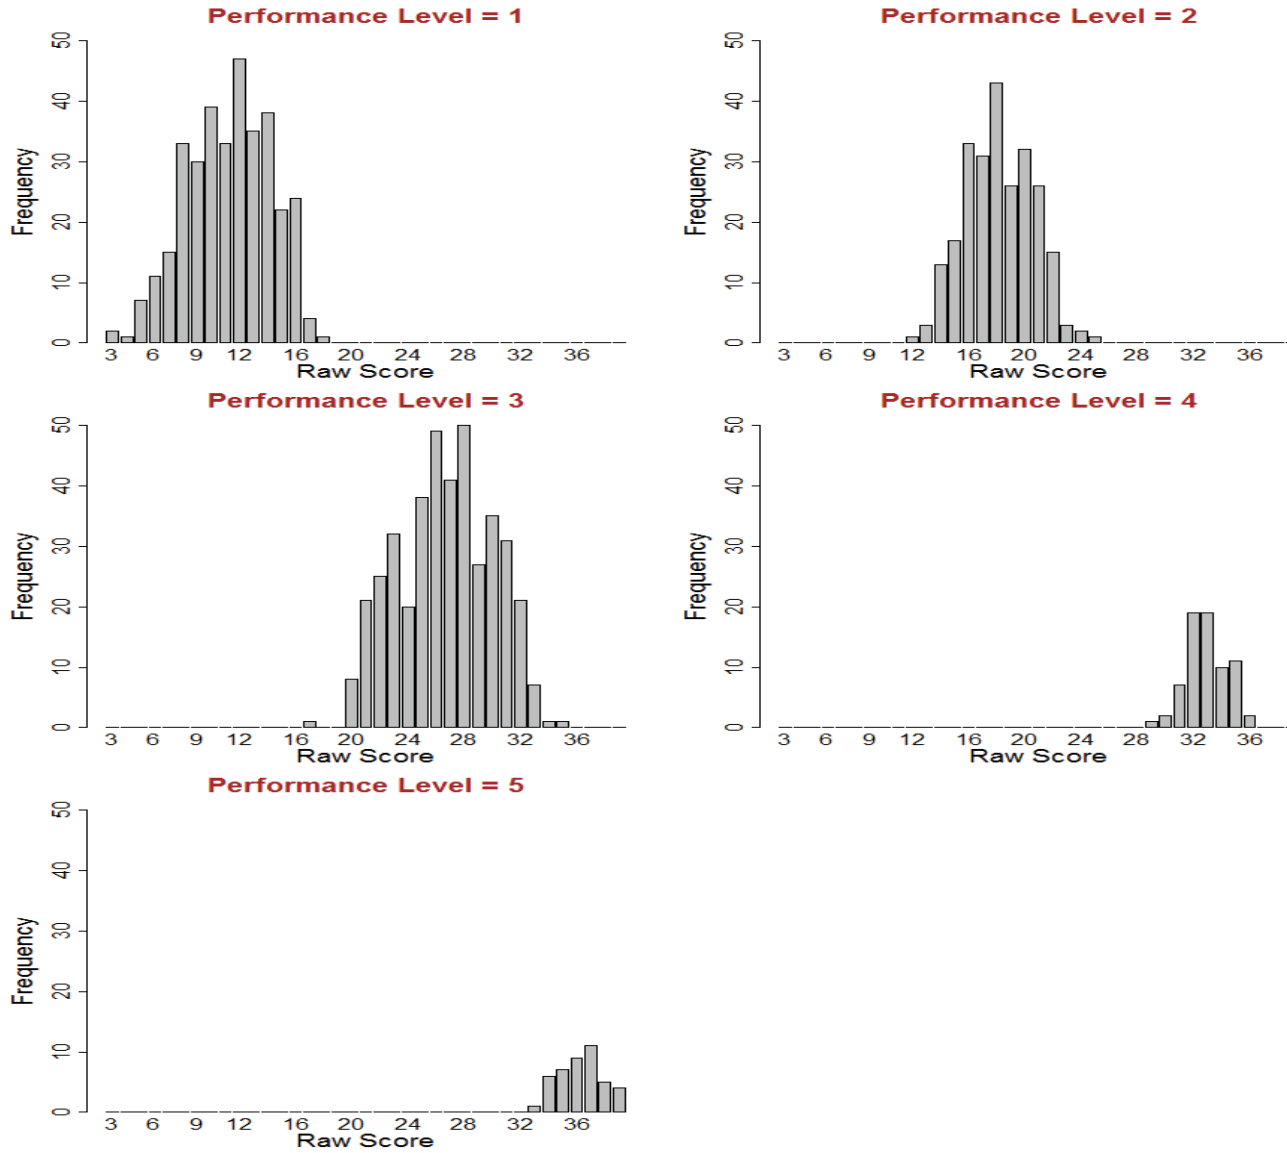 Performance Level = 1
50
40
30
20
10
0
Frequency
3 6 9 12 16 20 24 28 32 36
Raw Score
Performance Level = 2
50
40
30
20
10
0
Frequency
3 6 9 12 16 20 24 28 32 36
Raw Score
Performance Level = 3
50
40
30
20
10
0
Frequency
3 6 9 12 16 20 24 28 32 36
Raw Score
Performance Level = 4
50
40
30
20
10
0
Frequency
3 6 9 12 16 20 24 28 32 36
Raw Score
Performance Level = 5
50
40
30
20
10
0
Frequency
3 6 9 12 16 20 24 28 32 36
Raw Score